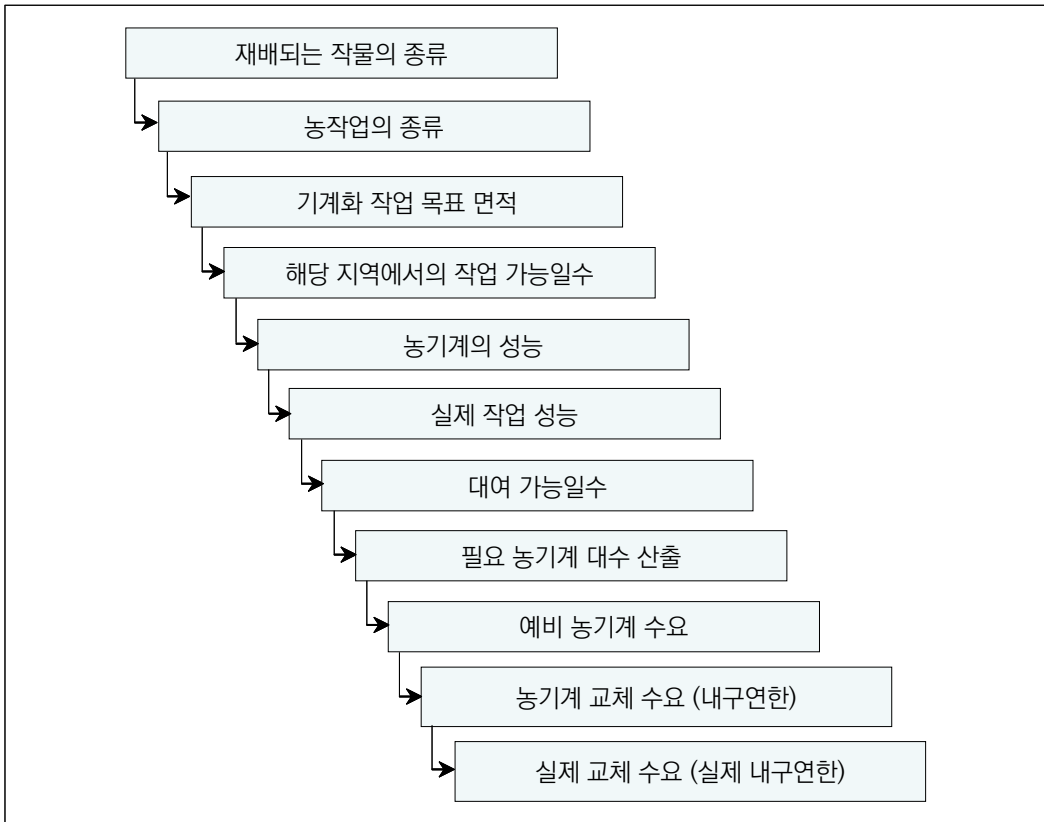 재배되는 작물의 종류
농작업의 종류
기계화 작업 목표 면적
해당 지역에서의 작업 가능일수
농기계의 성능
실제 작업 성능
대여 가능일수
필요 농기계 대수 산출
예비 농기계 수요
농기계 교체 수요 (내구연한)
실제 교체 수요 (실제 내구연한)